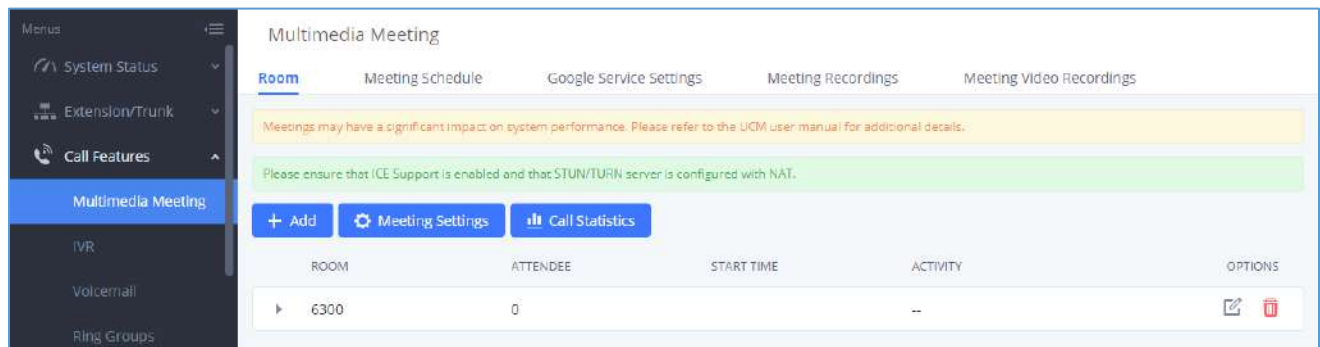 Menus
System Status
Extension/Trunk
Call Features
Multimedia Meeting
IVR
Voicemail
Ring Groups
Multimedia Meeting
Room Meeting Schedule Google Service Settings Meeting Recordings Meeting Video Recordings
Meetings may have a significant impact on system performance. Please refer to the UCM user manual for additional details.
Please ensure that ICE Support is enabled and that STUN/TURN server is configured with NAT.
+ Add Meeting Settings Call Statistics
ROOM ATTENDEE START TIME ACTIVITY OPTIONS
6300 0 --